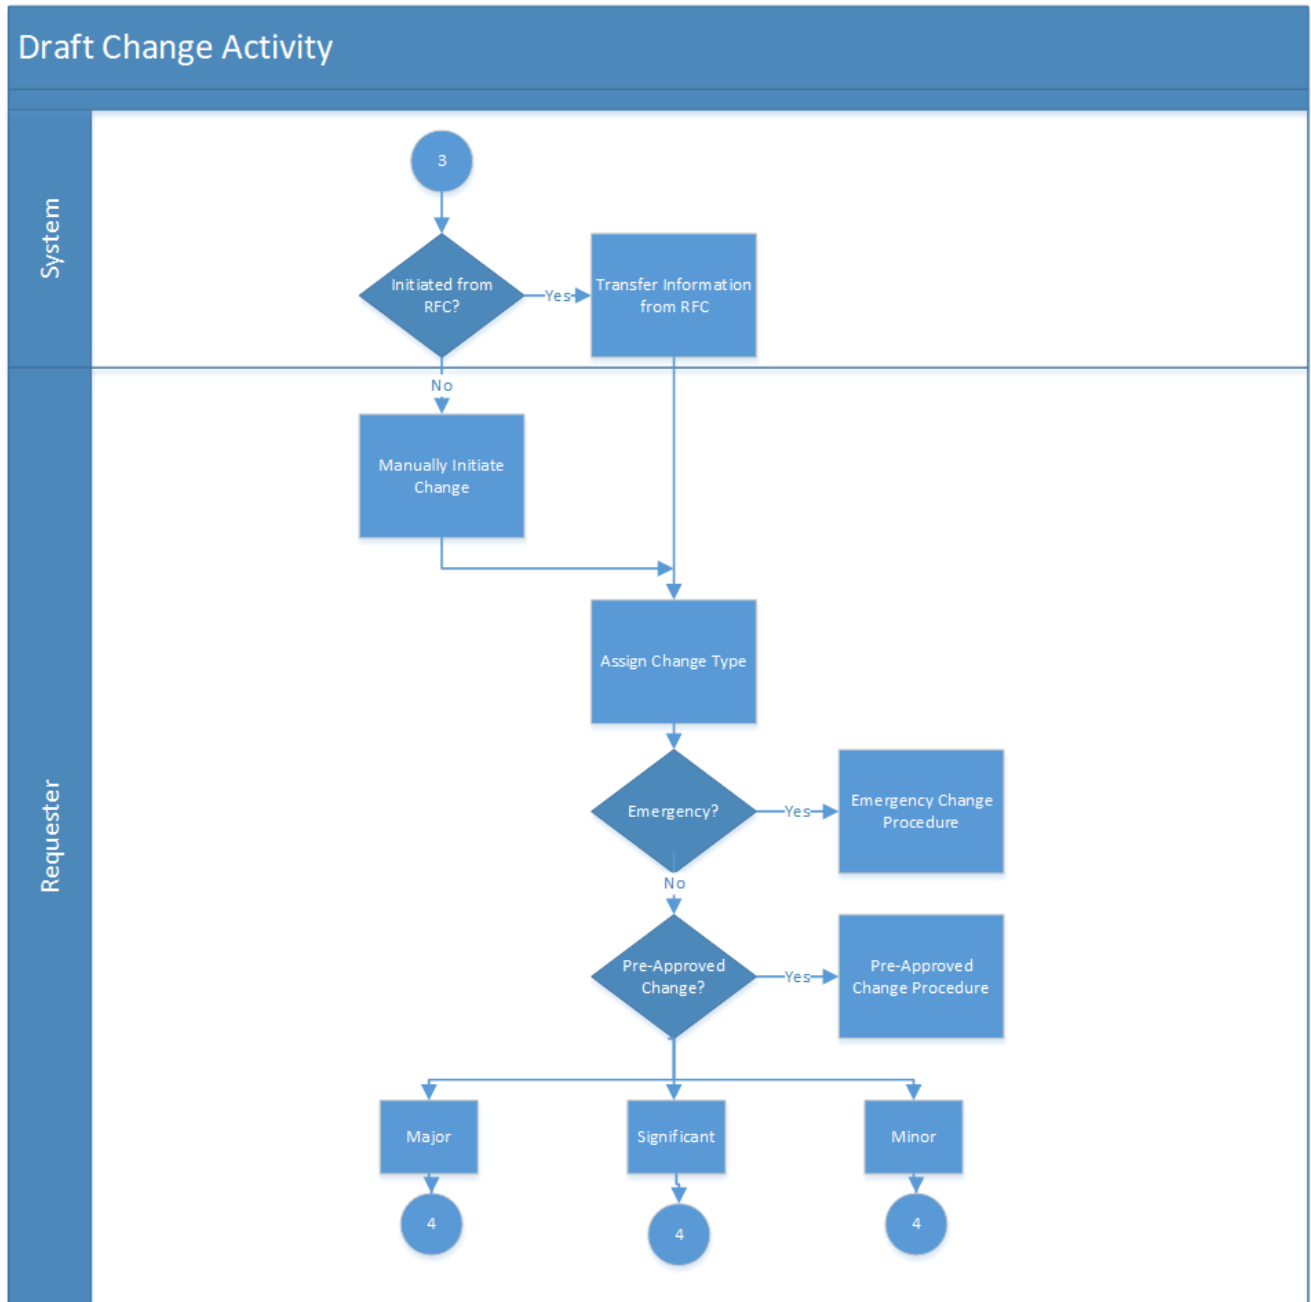 Draft Change Activity
System
3
Initiated from
RFC?
Yes
Transfer Information
from RFC
Requester
No
Manually Initiate
Change
Assign Change Type
Emergency?
Yes
Emergency Change
Procedure
No
Pre-Approved
Change?
Yes
Pre-Approved
Change Procedure
Major
Significant
Minor
4
4
4